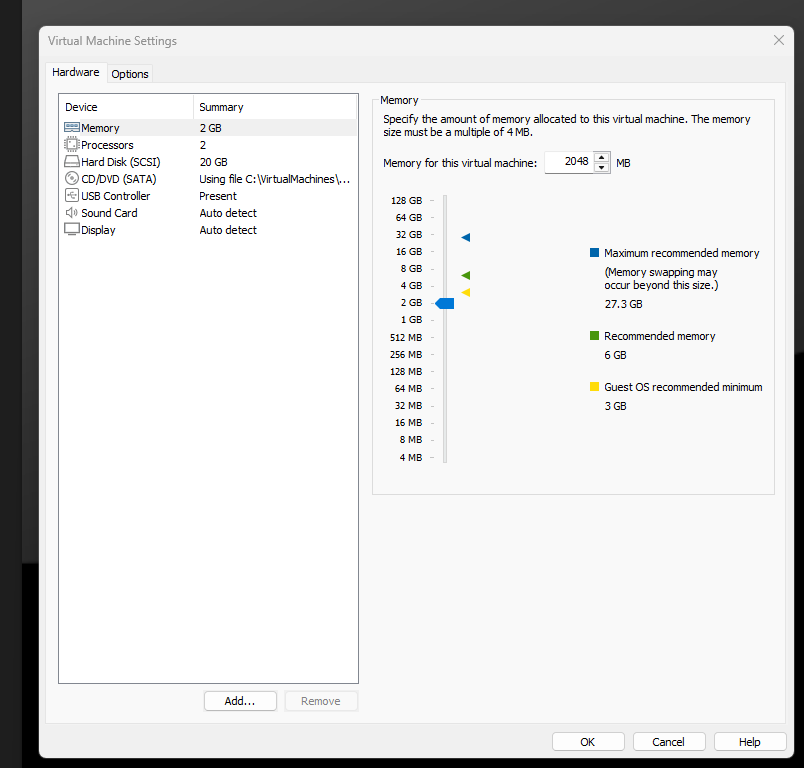 Virtual Machine Settings
Hardware Options
Device Summary
Memory 2 GB
Processors 2
Hard Disk (SCSI) 20 GB
CD/DVD (SATA) Using file C:\VirtualMachines\...
USB Controller Present
Sound Card Auto detect
Display Auto detect
Add... Remove
Memory
Specify the amount of memory allocated to this virtual machine. The memory
size must be a multiple of 4 MB.
Memory for this virtual machine: 2048 MB
128 GB
64 GB
32 GB
16 GB
8 GB
4 GB
2 GB
1 GB
512 MB
256 MB
128 MB
64 MB
32 MB
16 MB
8 MB
4 MB
Maximum recommended memory
(Memory swapping may
occur beyond this size.)
27.3 GB
Recommended memory
6 GB
Guest OS recommended minimum
3 GB
OK Cancel Help